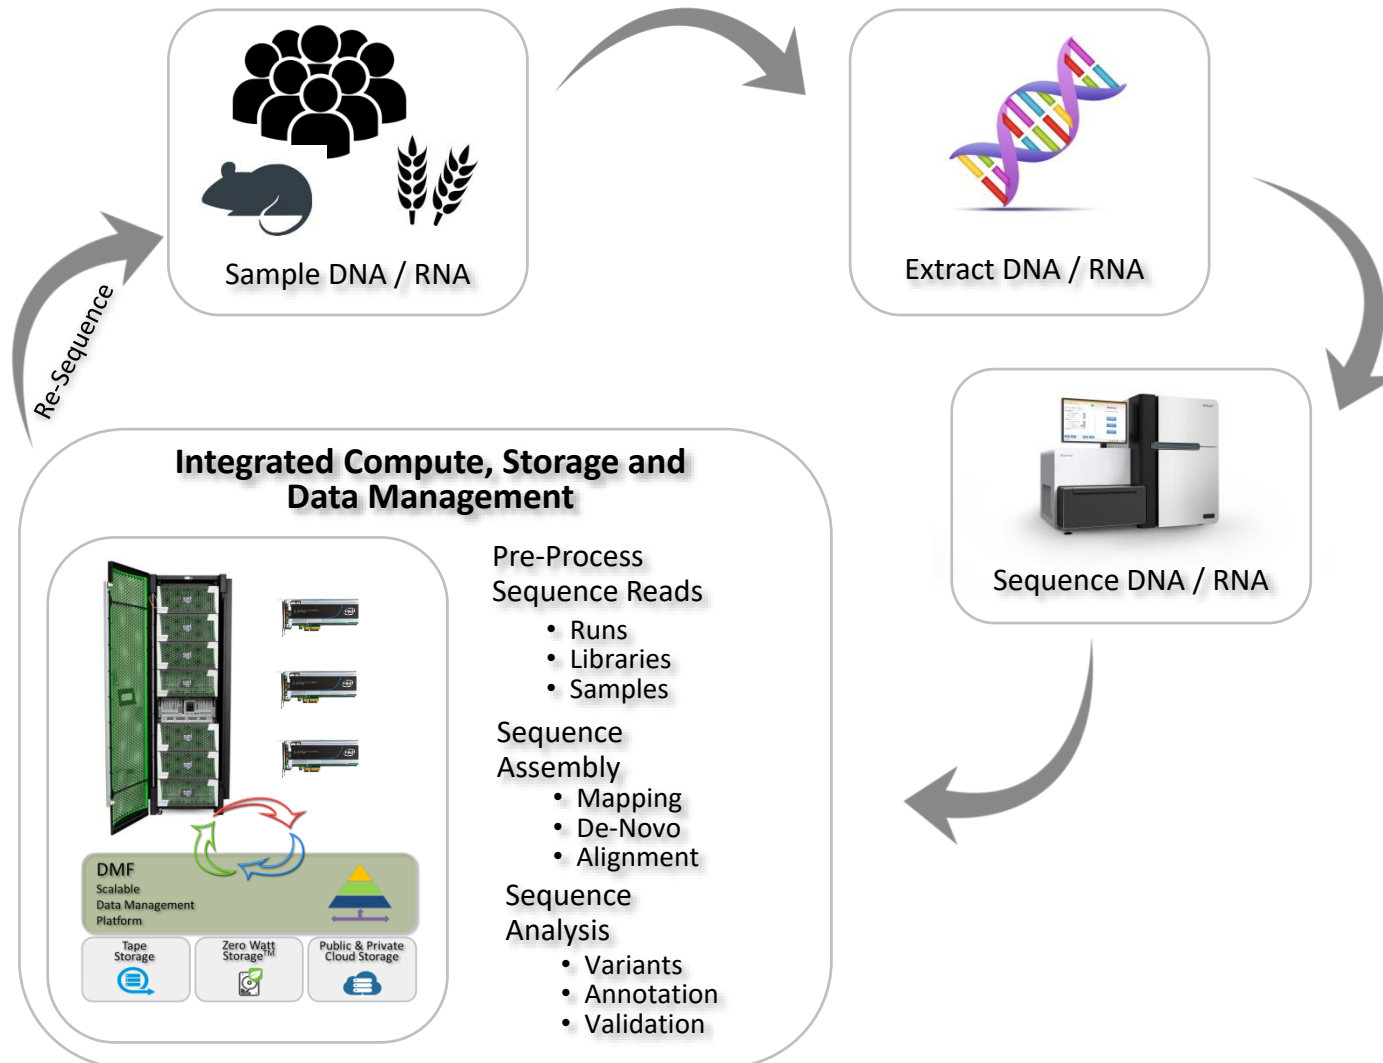 Sample DNA / RNA
Extract DNA / RNA
Re-Sequence
Sequence DNA / RNA
Integrated Compute, Storage and
Data Management
Pre-Process
Sequence Reads
• Runs
• Libraries
• Samples
Sequence
Assembly
• Mapping
• De-Novo
• Alignment
Sequence
Analysis
• Variants
• Annotation
• Validation
DMF
Scalable
Data Management
Platform
Tape
Storage
Zero Watt
Storage™
Public & Private
Cloud Storage